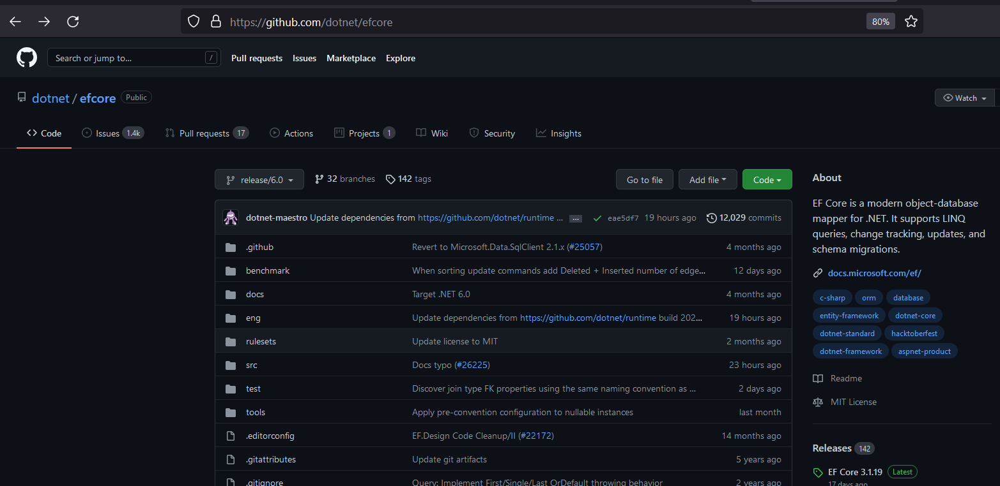 https://github.com/dotnet/efcore 80%
Search or jump to... / Pull requests Issues Marketplace Explore
dotnet / efcore Public Watch
Code Issues 1.4k Pull requests 17 Actions Projects 1 Wiki Security Insights
release/6.0 32 branches 142 tags Go to file Add file Code
dotnet-maestro Update dependencies from https://github.com/dotnet/runtime ... ... eae5df7 19 hours ago 12,029 commits
.github Revert to Microsoft.Data.SqlClient 2.1.x (#25057) 4 months ago
benchmark When sorting update commands add Deleted + Inserted number of edge... 12 days ago
docs Target .NET 6.0 4 months ago
eng Update dependencies from https://github.com/dotnet/runtime build 202... 19 hours ago
rulesets Update license to MIT 2 months ago
src Docs typo (#26225) 23 hours ago
test Discover join type FK properties using the same naming convention as ... 2 days ago
tools Apply pre-convention configuration to nullable instances last month
.editorconfig EF.Design Code Cleanup/II (#22172) 14 months ago
.gitattributes Update git artifacts 5 years ago
.gitignore Query: Implement First/Single/Last OrDefault throwing behavior 2 years ago
About
EF Core is a modern object-database
mapper for .NET. It supports LINQ
queries, change tracking, updates, and
schema migrations.
docs.microsoft.com/ef/
c-sharp orm database
entity-framework dotnet-core
dotnet-standard hacktoberfest
dotnet-framework aspnet-product
Readme
MIT License
Releases 142
EF Core 3.1.19 Latest
17 days ago